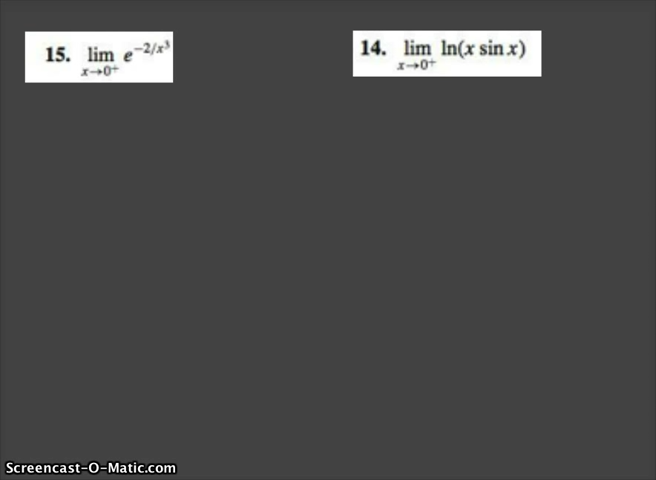 15. lim e^{-2/x^3}
x→0+
14. lim ln(x sin x)
x→0+
Screencast-O-Matic.com